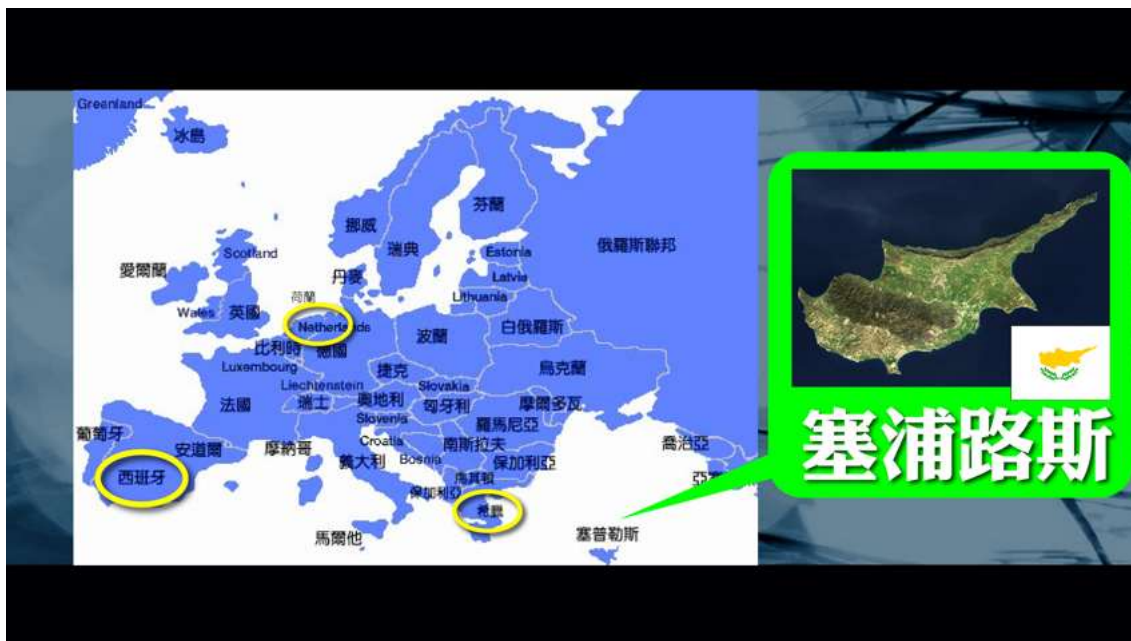 Greenland
冰島
挪威
芬蘭
瑞典
俄羅斯聯邦
Scotland
Estonia
愛爾蘭
丹麥
Latvia
荷蘭
Lithuania
Wales
英國
Netherlands
波蘭
白俄羅斯
比利時
德國
Luxembourg
捷克
烏克蘭
Liechtenstein
Slovakia
法國
瑞士
奧地利
匈牙利
摩爾多瓦
Slovenia
羅馬尼亞
葡萄牙
安道爾
摩納哥
Croatia
南斯拉夫
喬治亞
義大利
Bosnia
保加利亞
西班牙
馬其頓
保加利亞
希臘
馬爾他
塞普勒斯
塞浦路斯